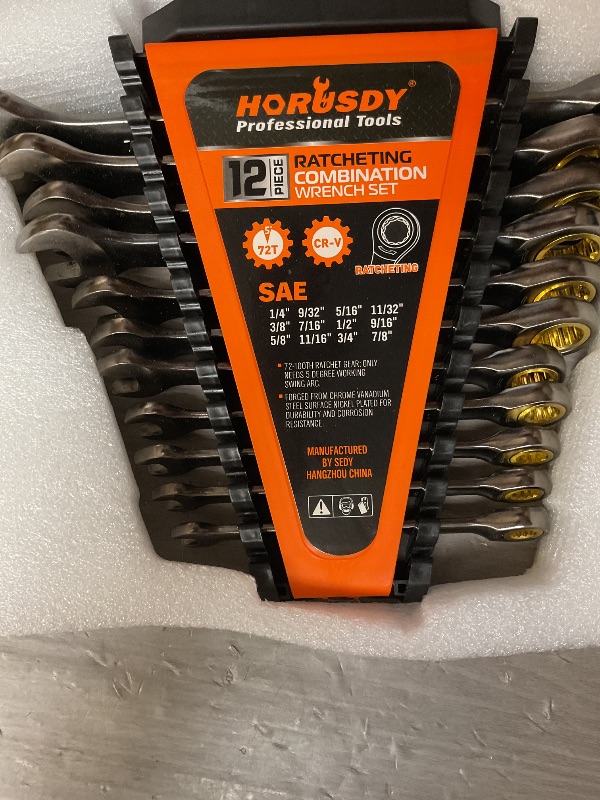 HORUSDY®
Professional Tools
12 PIECE
RATCHETING
COMBINATION
WRENCH SET
5°
72T
CR-V
RATCHETING
SAE
1/4" 9/32" 5/16" 11/32"
3/8" 7/16" 1/2" 9/16"
5/8" 11/16" 3/4" 7/8"
• 72-TOOTH RATCHET GEAR; ONLY
NEEDS 5 DEGREE WORKING
SWING ARC.
• FORGED FROM CHROME VANADIUM
STEEL SURFACE NICKEL PLATED FOR
DURABILITY AND CORROSION
RESISTANCE.
MANUFACTURED
BY SEDY
HANGZHOU CHINA